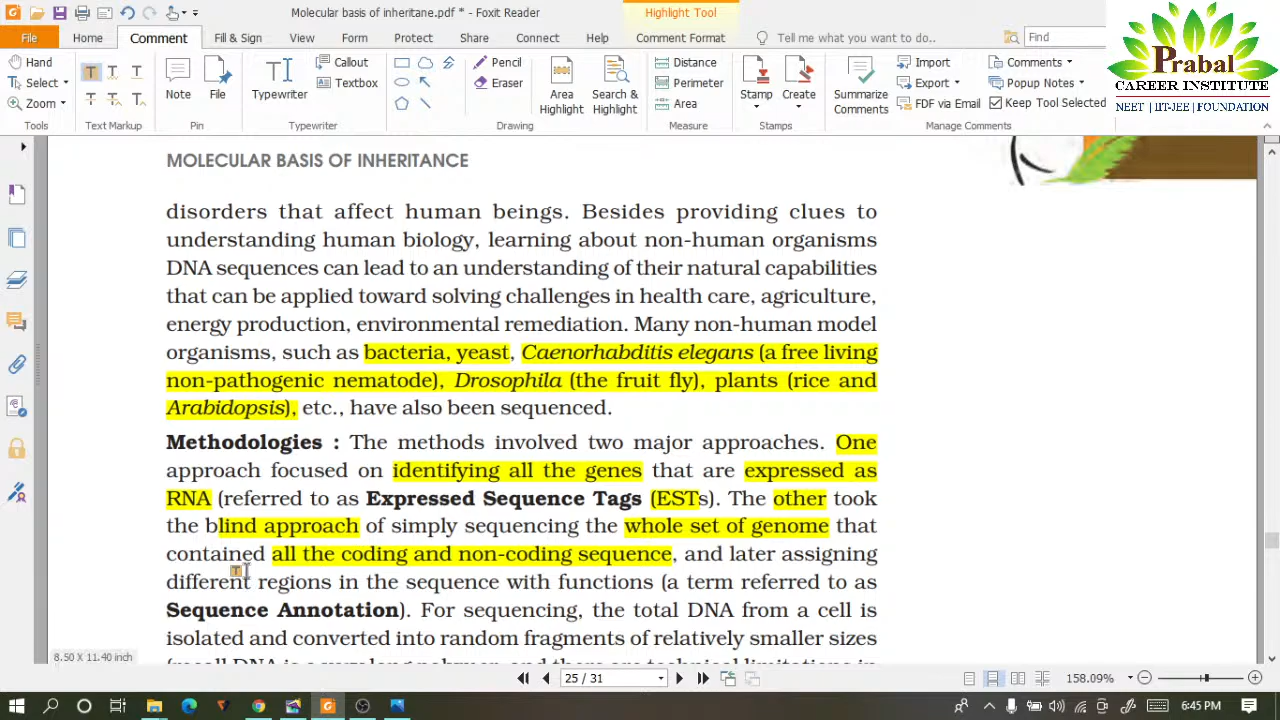 Molecular basis of inheritane.pdf * - Foxit Reader
Highlight Tool
File Home Comment Fill & Sign View Form Protect Share Connect Help Comment Format Tell me what you want to do.. Find
Hand
Select
Zoom
Tools
T T T
T T T
Text Markup
Note
File
Pin
Typewriter
Callout
Textbox
Typewriter
Pencil
Eraser
Area Highlight
Search & Highlight
Drawing
Distance
Perimeter
Area
Measure
Stamp
Create
Stamps
Summarize Comments
Import
Export
FDF via Email
Comments
Popup Notes
Keep Tool Selected
Manage Comments
Prabal
CAREER INSTITUTE
NEET | IIT-JEE | FOUNDATION
MOLECULAR BASIS OF INHERITANCE
disorders that affect human beings. Besides providing clues to
understanding human biology, learning about non-human organisms
DNA sequences can lead to an understanding of their natural capabilities
that can be applied toward solving challenges in health care, agriculture,
energy production, environmental remediation. Many non-human model
organisms, such as bacteria, yeast, Caenorhabditis elegans (a free living
non-pathogenic nematode), Drosophila (the fruit fly), plants (rice and
Arabidopsis), etc., have also been sequenced.
Methodologies : The methods involved two major approaches. One
approach focused on identifying all the genes that are expressed as
RNA (referred to as Expressed Sequence Tags (ESTs). The other took
the blind approach of simply sequencing the whole set of genome that
contained all the coding and non-coding sequence, and later assigning
different regions in the sequence with functions (a term referred to as
Sequence Annotation). For sequencing, the total DNA from a cell is
isolated and converted into random fragments of relatively smaller sizes
(recall DNA is a very long polymer, and there are technical limitations in
8.50 X 11.40 inch
25 / 31
158.09%
6:45 PM